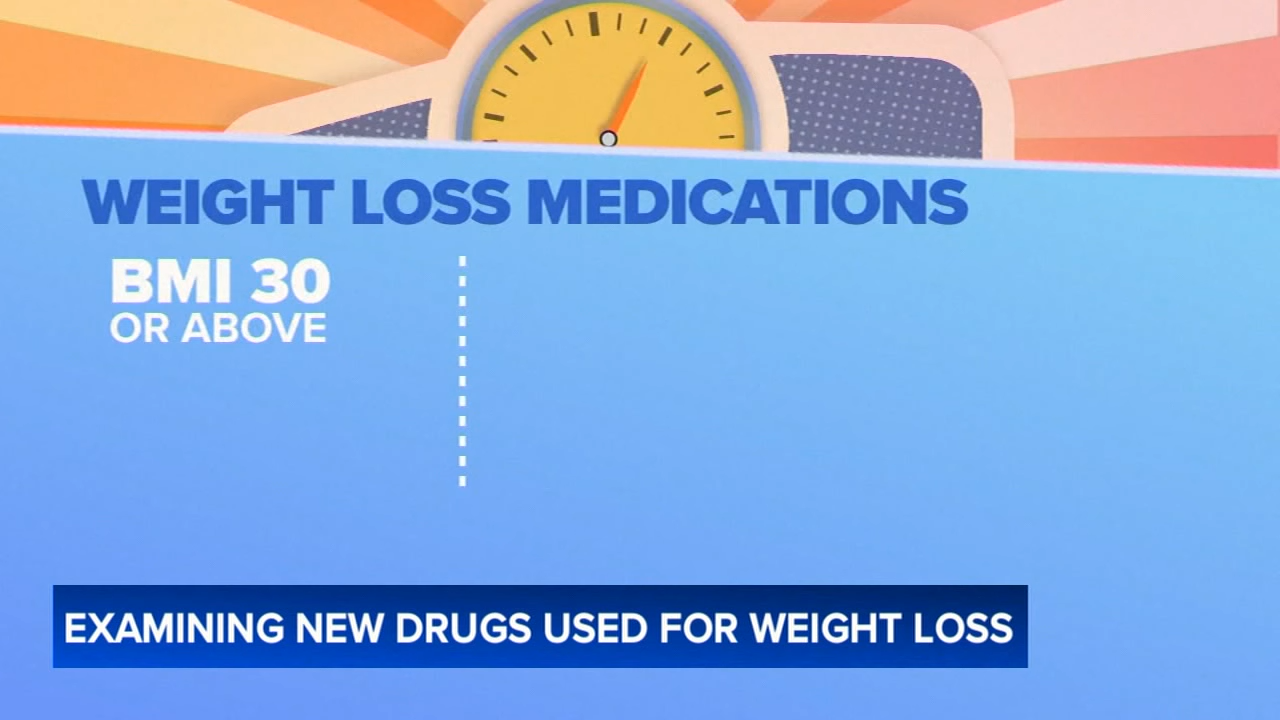 WEIGHT LOSS MEDICATIONS
BMI 30
OR ABOVE
EXAMINING NEW DRUGS USED FOR WEIGHT LOSS